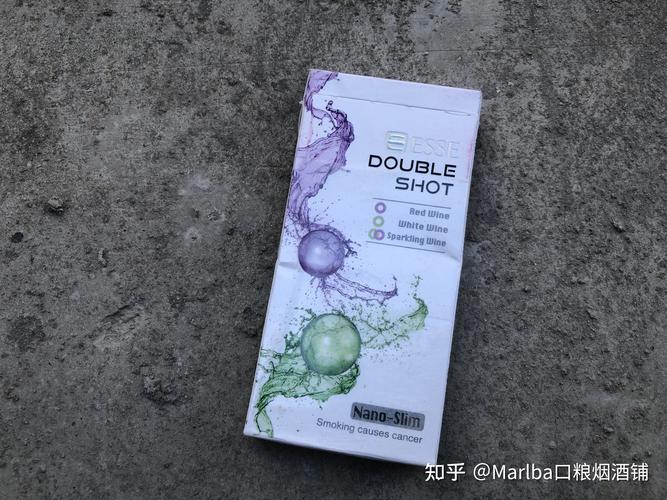 ESSE
DOUBLE
SHOT
Red Wine
White Wine
Sparkling Wine
Nano-Slim
Smoking causes cancer
知乎 @Marlba口粮烟酒铺